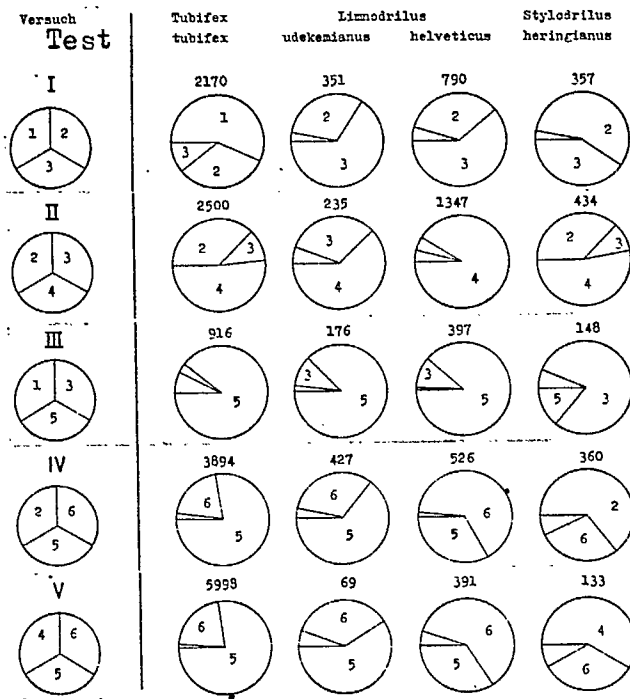 Versuch Tubifex Limnodrilus Stylodrilus
Test tubifex udekemianus helveticus heringianus
I 2170 351 790 357
1 2 3
1 3 2
2 3
2 3
2 3
II 2500 235 1347 434
2 3 4
2 3 4
3 4
4
2 3 4
III 916 176 397 148
1 3 5
5
3 5
3 5
5 3
IV 3894 427 526 360
2 6 5
6 5
6 5
6 5
2 6
V 5998 69 391 133
4 6 5
6 5
6 5
6 5
4 6